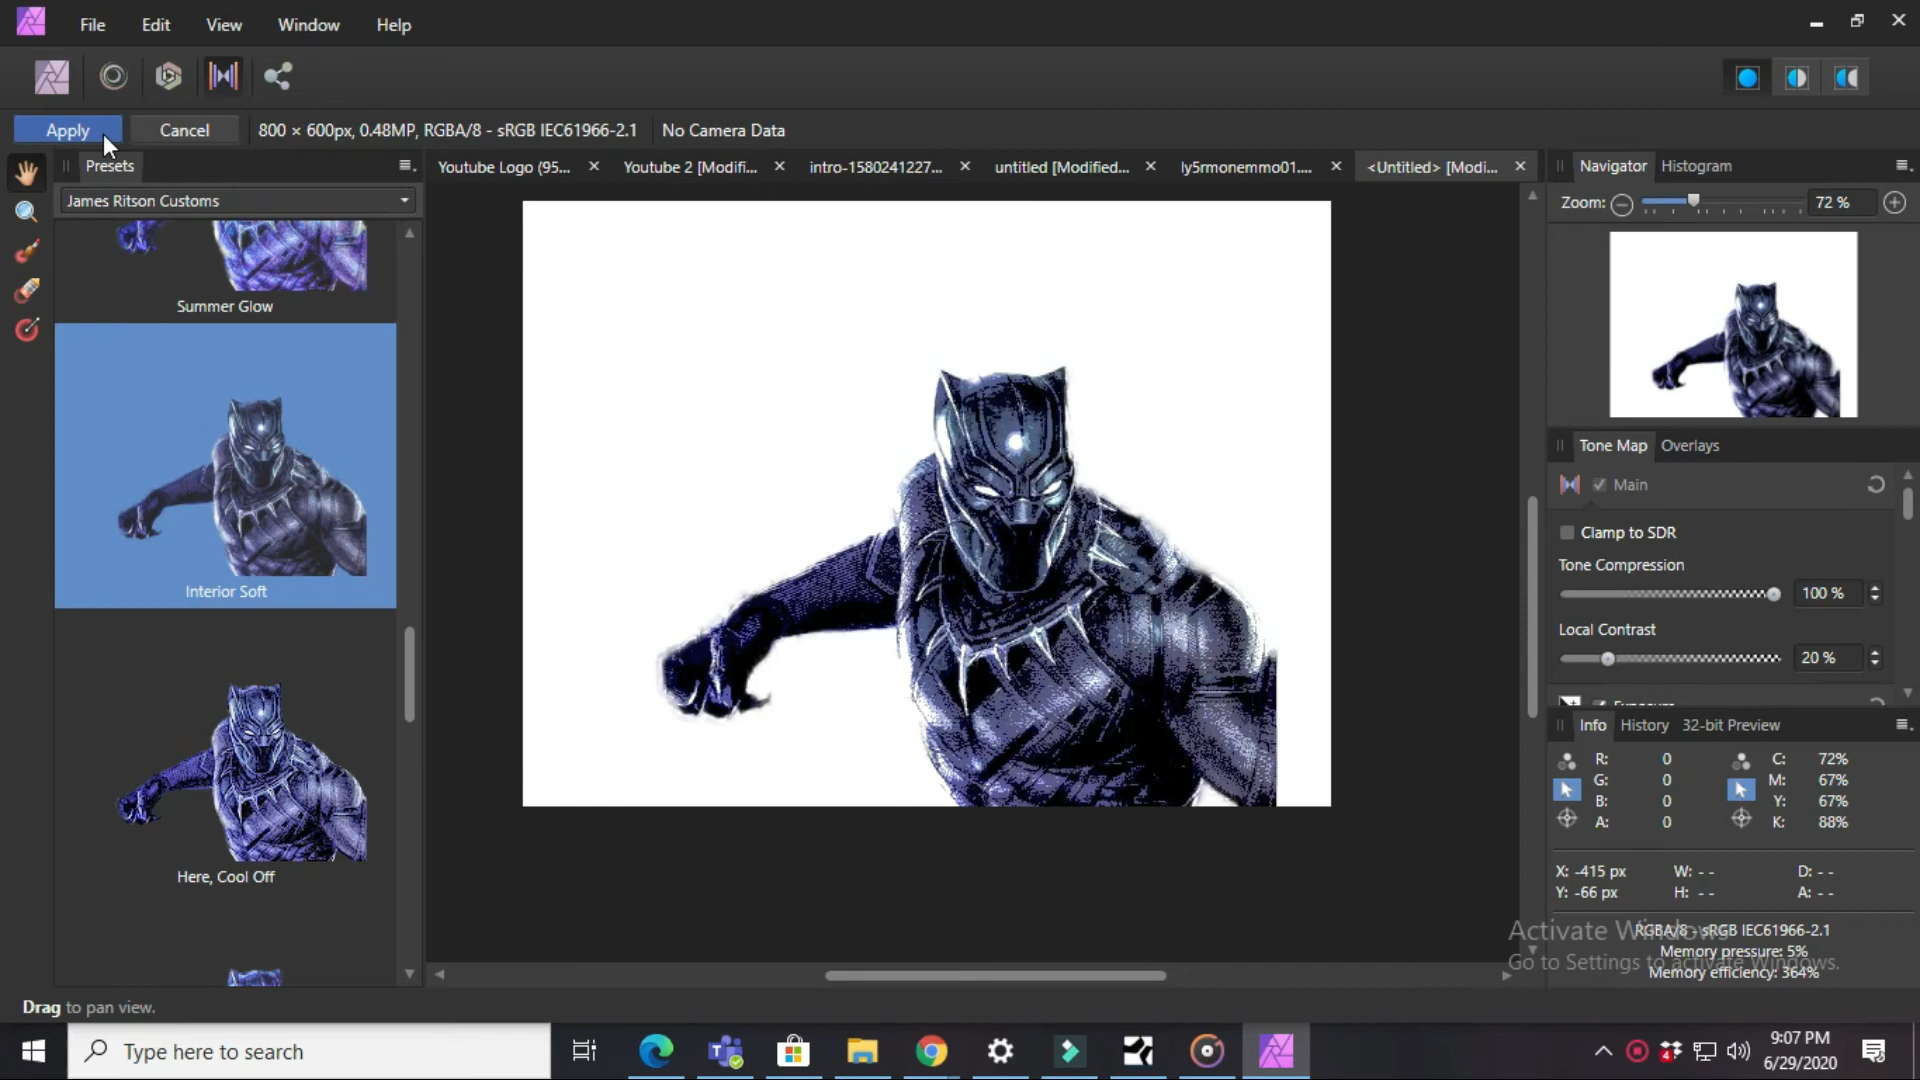 File Edit View Window Help
Apply Cancel 800 × 600px, 0.48MP, RGBA/8 - sRGB IEC61966-2.1 No Camera Data
Presets
James Ritson Customs
Summer Glow
Interior Soft
Here, Cool Off
Youtube Logo (95... Youtube 2 [Modifi... intro-1580241227... untitled [Modified... ly5rmonemmo01.... <Untitled> [Modi...
Navigator Histogram
Zoom: 72 %
Tone Map Overlays
Main
Clamp to SDR
Tone Compression
100 %
Local Contrast
20 %
Exposure
Info History 32-bit Preview
R: 0 C: 72%
G: 0 M: 67%
B: 0 Y: 67%
A: 0 K: 88%
X: -415 px W: - - D: - -
Y: -66 px H: - - A: - -
RGBA/8 - sRGB IEC61966-2.1
Memory pressure: 5%
Memory efficiency: 364%
Activate Windows
Go to Settings to activate Windows.
Drag to pan view.
Type here to search
4
9:07 PM
6/29/2020